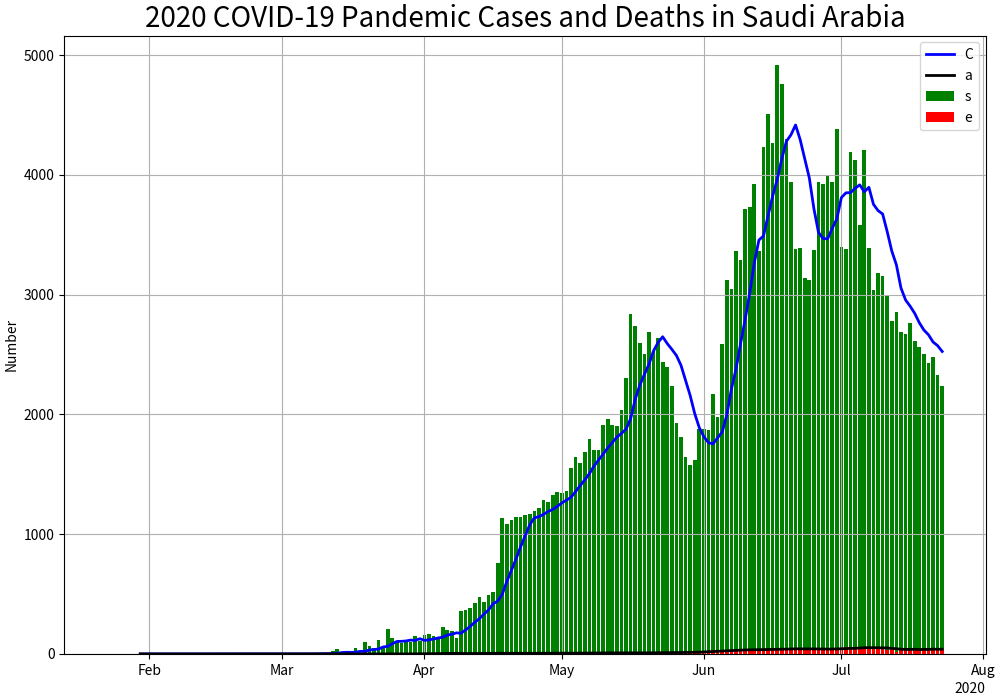 2020 COVID-19 Pandemic Cases and Deaths in Saudi Arabia
C
a
s
e
5000
4000
3000
2000
1000
0
Number
Feb Mar Apr May Jun Jul Aug
2020